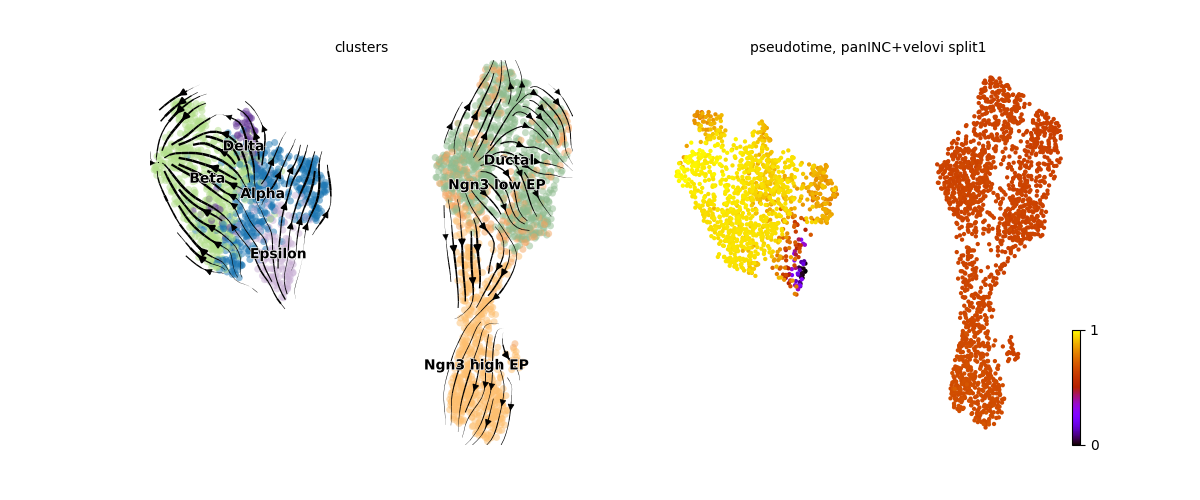 clusters
pseudotime, panINC+velovi split1
Delta
Beta
Alpha
Epsilon
Ductal
Ngn3 low EP
Ngn3 high EP
1
0